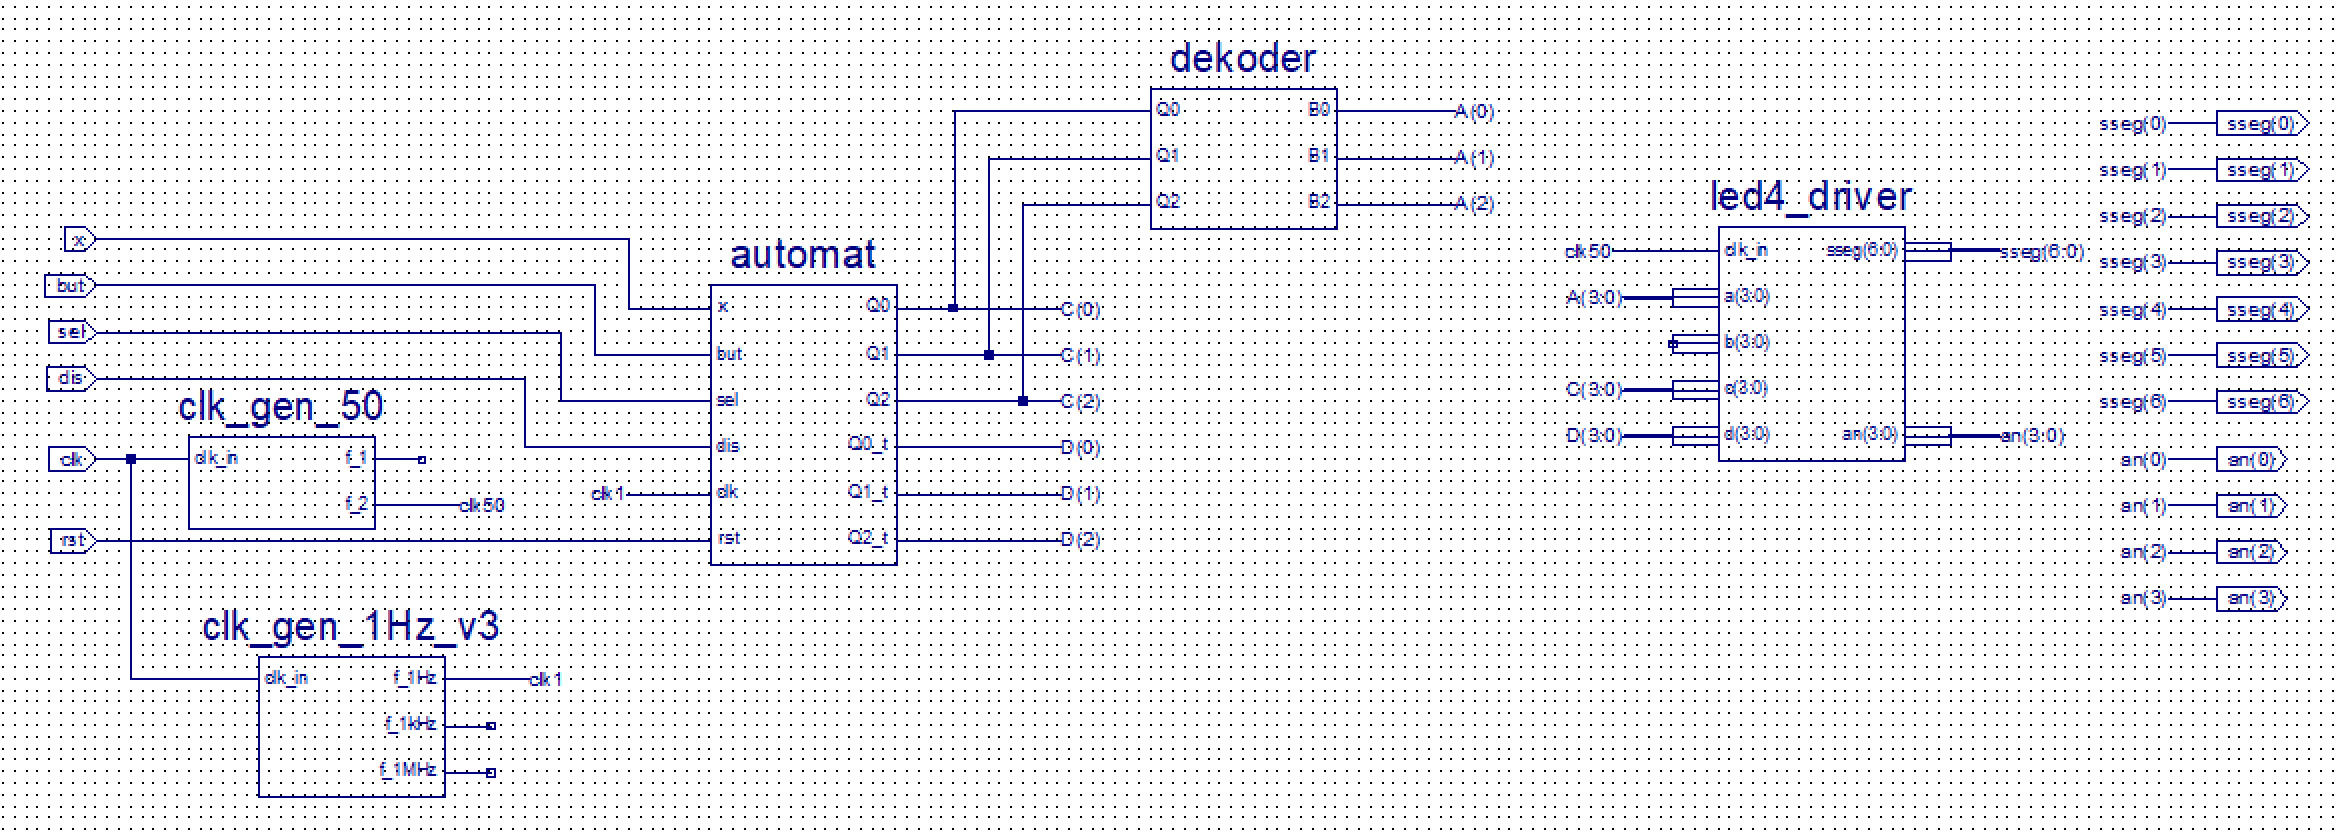 dekoder
Q0 B0 A(0)
Q1 B1 A(1)
Q2 B2 A(2)
x
but
sel
dis
clk
rst
clk_gen_50
clk_in f_1
f_2 clk50
clk_gen_1Hz_v3
clk_in f_1Hz clk1
f_1kHz
f_1MHz
automat
x Q0 C(0)
but Q1 C(1)
sel Q2 C(2)
dis Q0_t D(0)
clk1 clk Q1_t D(1)
rst Q2_t D(2)
led4_driver
clk50 clk_in sseg(6:0) sseg(6:0)
A(3:0) a(3:0)
b(3:0)
C(3:0) c(3:0)
D(3:0) d(3:0) an(3:0) an(3:0)
sseg(0) sseg(0)
sseg(1) sseg(1)
sseg(2) sseg(2)
sseg(3) sseg(3)
sseg(4) sseg(4)
sseg(5) sseg(5)
sseg(6) sseg(6)
an(0) an(0)
an(1) an(1)
an(2) an(2)
an(3) an(3)